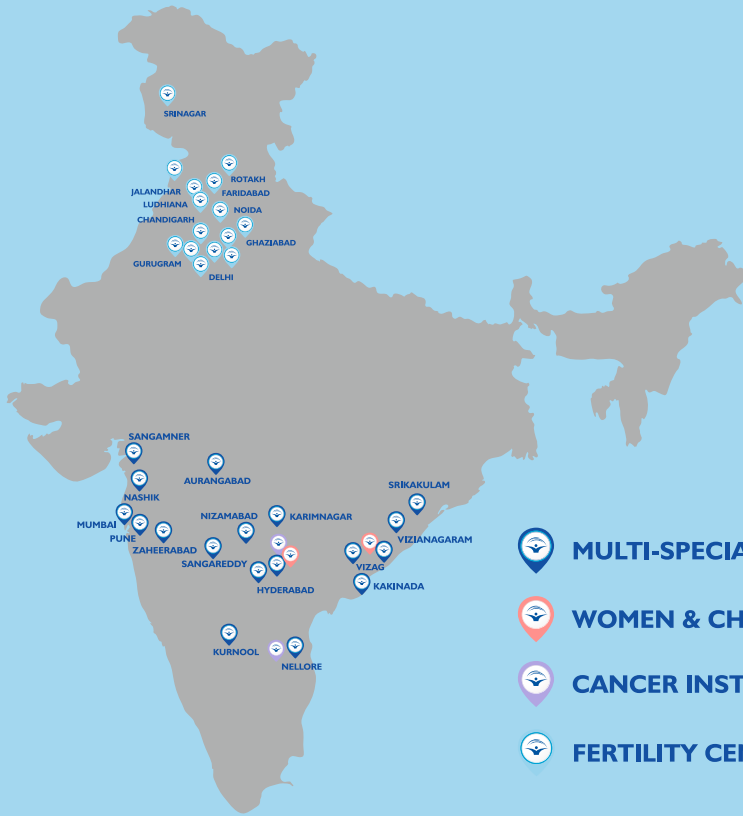 SRINAGAR
ROTAKH
JALANDHAR
FARIDABAD
LUDHIANA
NOIDA
CHANDIGARH
GHAZIABAD
GURUGRAM
DELHI
SANGAMNER
AURANGABAD
NASHIK
SRIKAKULAM
MUMBAI
NIZAMABAD
KARIMNAGAR
PUNE
VIZIANAGARAM
ZAHEERABAD
SANGAREDDY
VIZAG
HYDERABAD
KAKINADA
KURNOOL
NELLORE
MULTI-SPECIA
WOMEN & CH
CANCER INST
FERTILITY CE